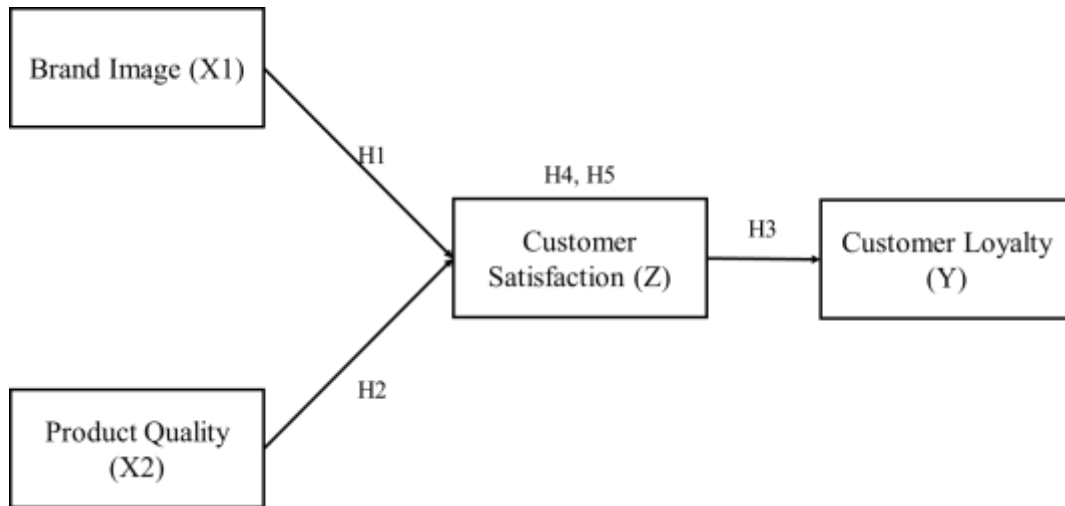 Brand Image (X1)
H1
H4, H5
Customer
Satisfaction (Z)
H3
Customer Loyalty
(Y)
H2
Product Quality
(X2)